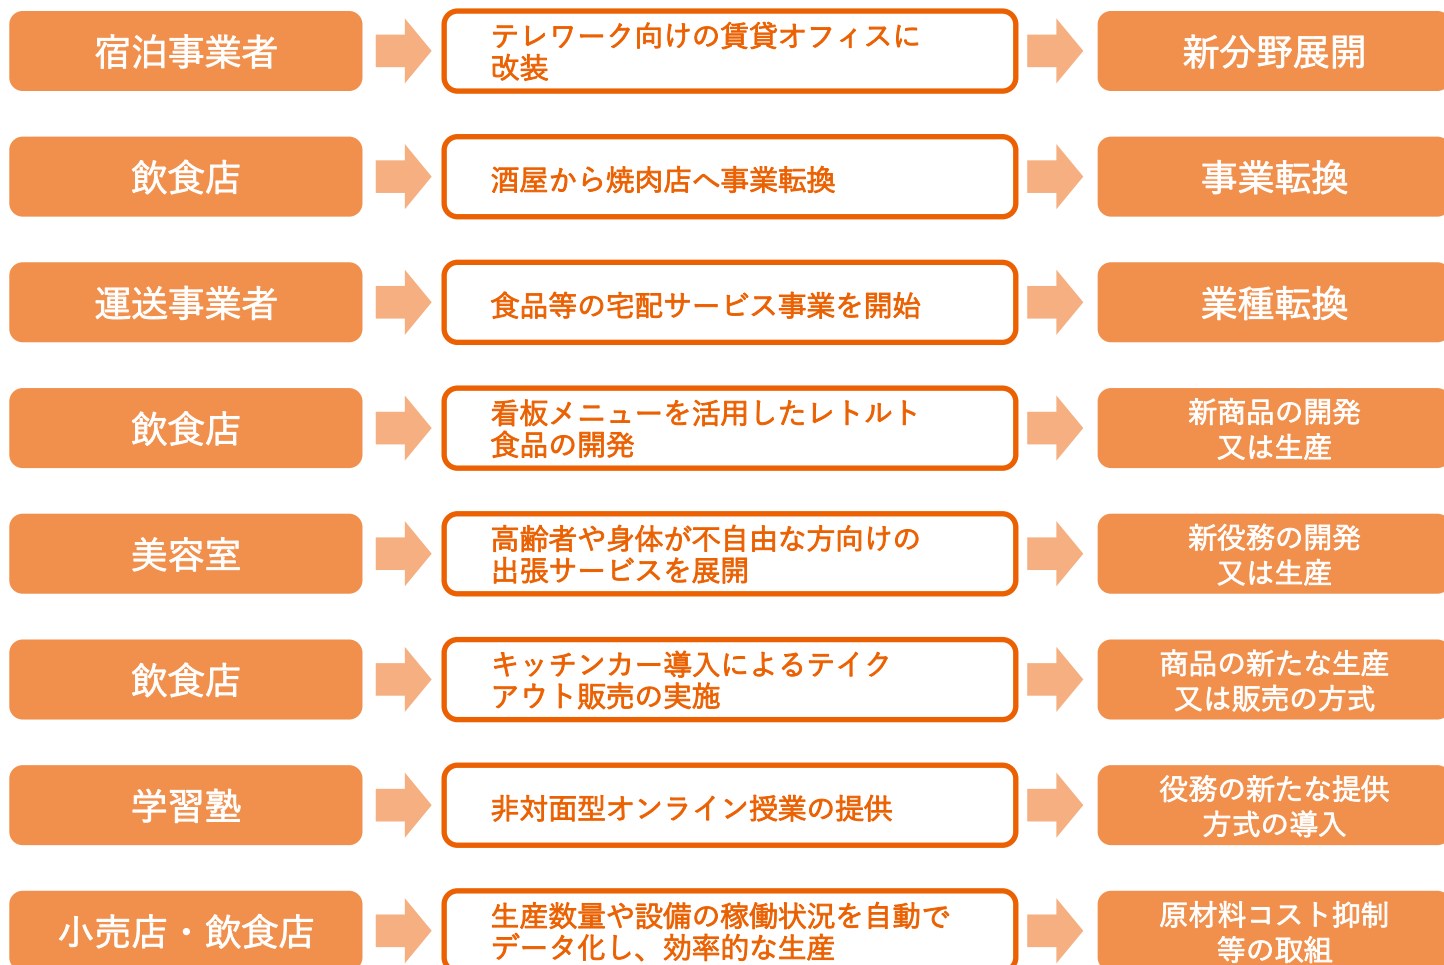 宿泊事業者
テレワーク向けの賃貸オフィスに
改装
新分野展開
飲食店
酒屋から焼肉店へ事業転換
事業転換
運送事業者
食品等の宅配サービス事業を開始
業種転換
飲食店
看板メニューを活用したレトルト
食品の開発
新商品の開発
又は生産
美容室
高齢者や身体が不自由な方向けの
出張サービスを展開
新役務の開発
又は生産
飲食店
キッチンカー導入によるテイク
アウト販売の実施
商品の新たな生産
又は販売の方式
学習塾
非対面型オンライン授業の提供
役務の新たな提供
方式の導入
小売店・飲食店
生産数量や設備の稼働状況を自動で
データ化し、効率的な生産
原材料コスト抑制
等の取組